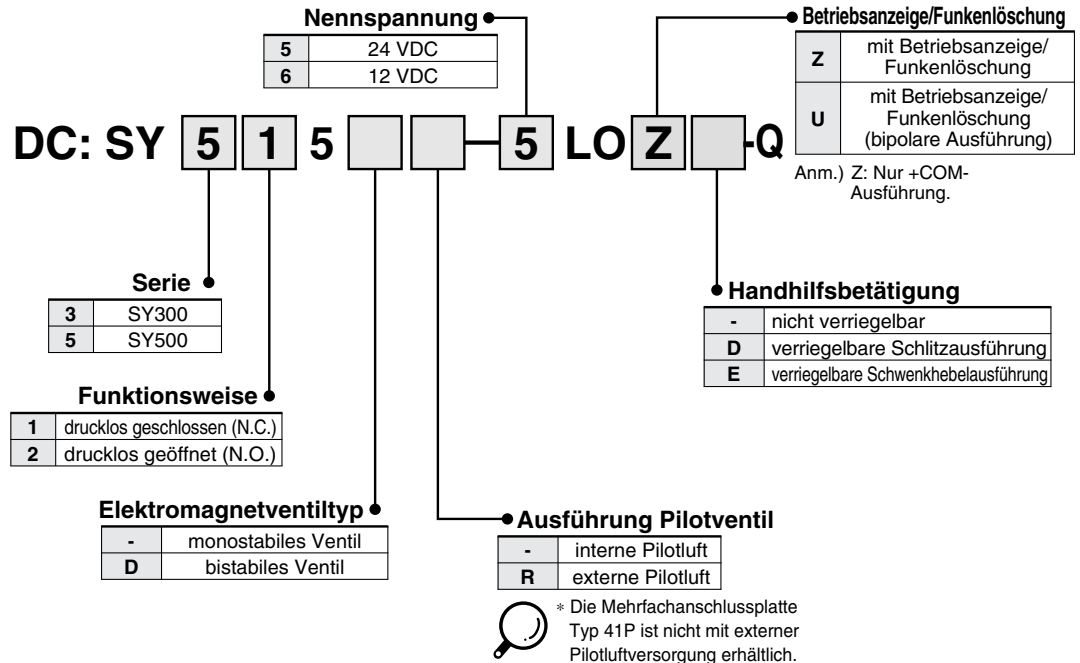 Nennspannung
5 24 VDC
6 12 VDC
Betriebsanzeige/Funkenlöschung
Z mit Betriebsanzeige/
Funkenlöschung
U mit Betriebsanzeige/
Funkenlöschung
(bipolare Ausführung)
Anm.) Z: Nur +COM-
Ausführung.
DC: SY 5 1 5 - 5 LO Z -Q
Serie
3 SY300
5 SY500
Handhilfsbetätigung
- nicht verriegelbar
D verriegelbare Schlitzausführung
E verriegelbare Schwenkhebelausführung
Funktionsweise
1 drucklos geschlossen (N.C.)
2 drucklos geöffnet (N.O.)
Elektromagnetventiltyp
- monostabiles Ventil
D bistabiles Ventil
Ausführung Pilotventil
- interne Pilotluft
R externe Pilotluft
* Die Mehrfachanschlussplatte
Typ 41P ist nicht mit externer
Pilotluftversorgung erhältlich.